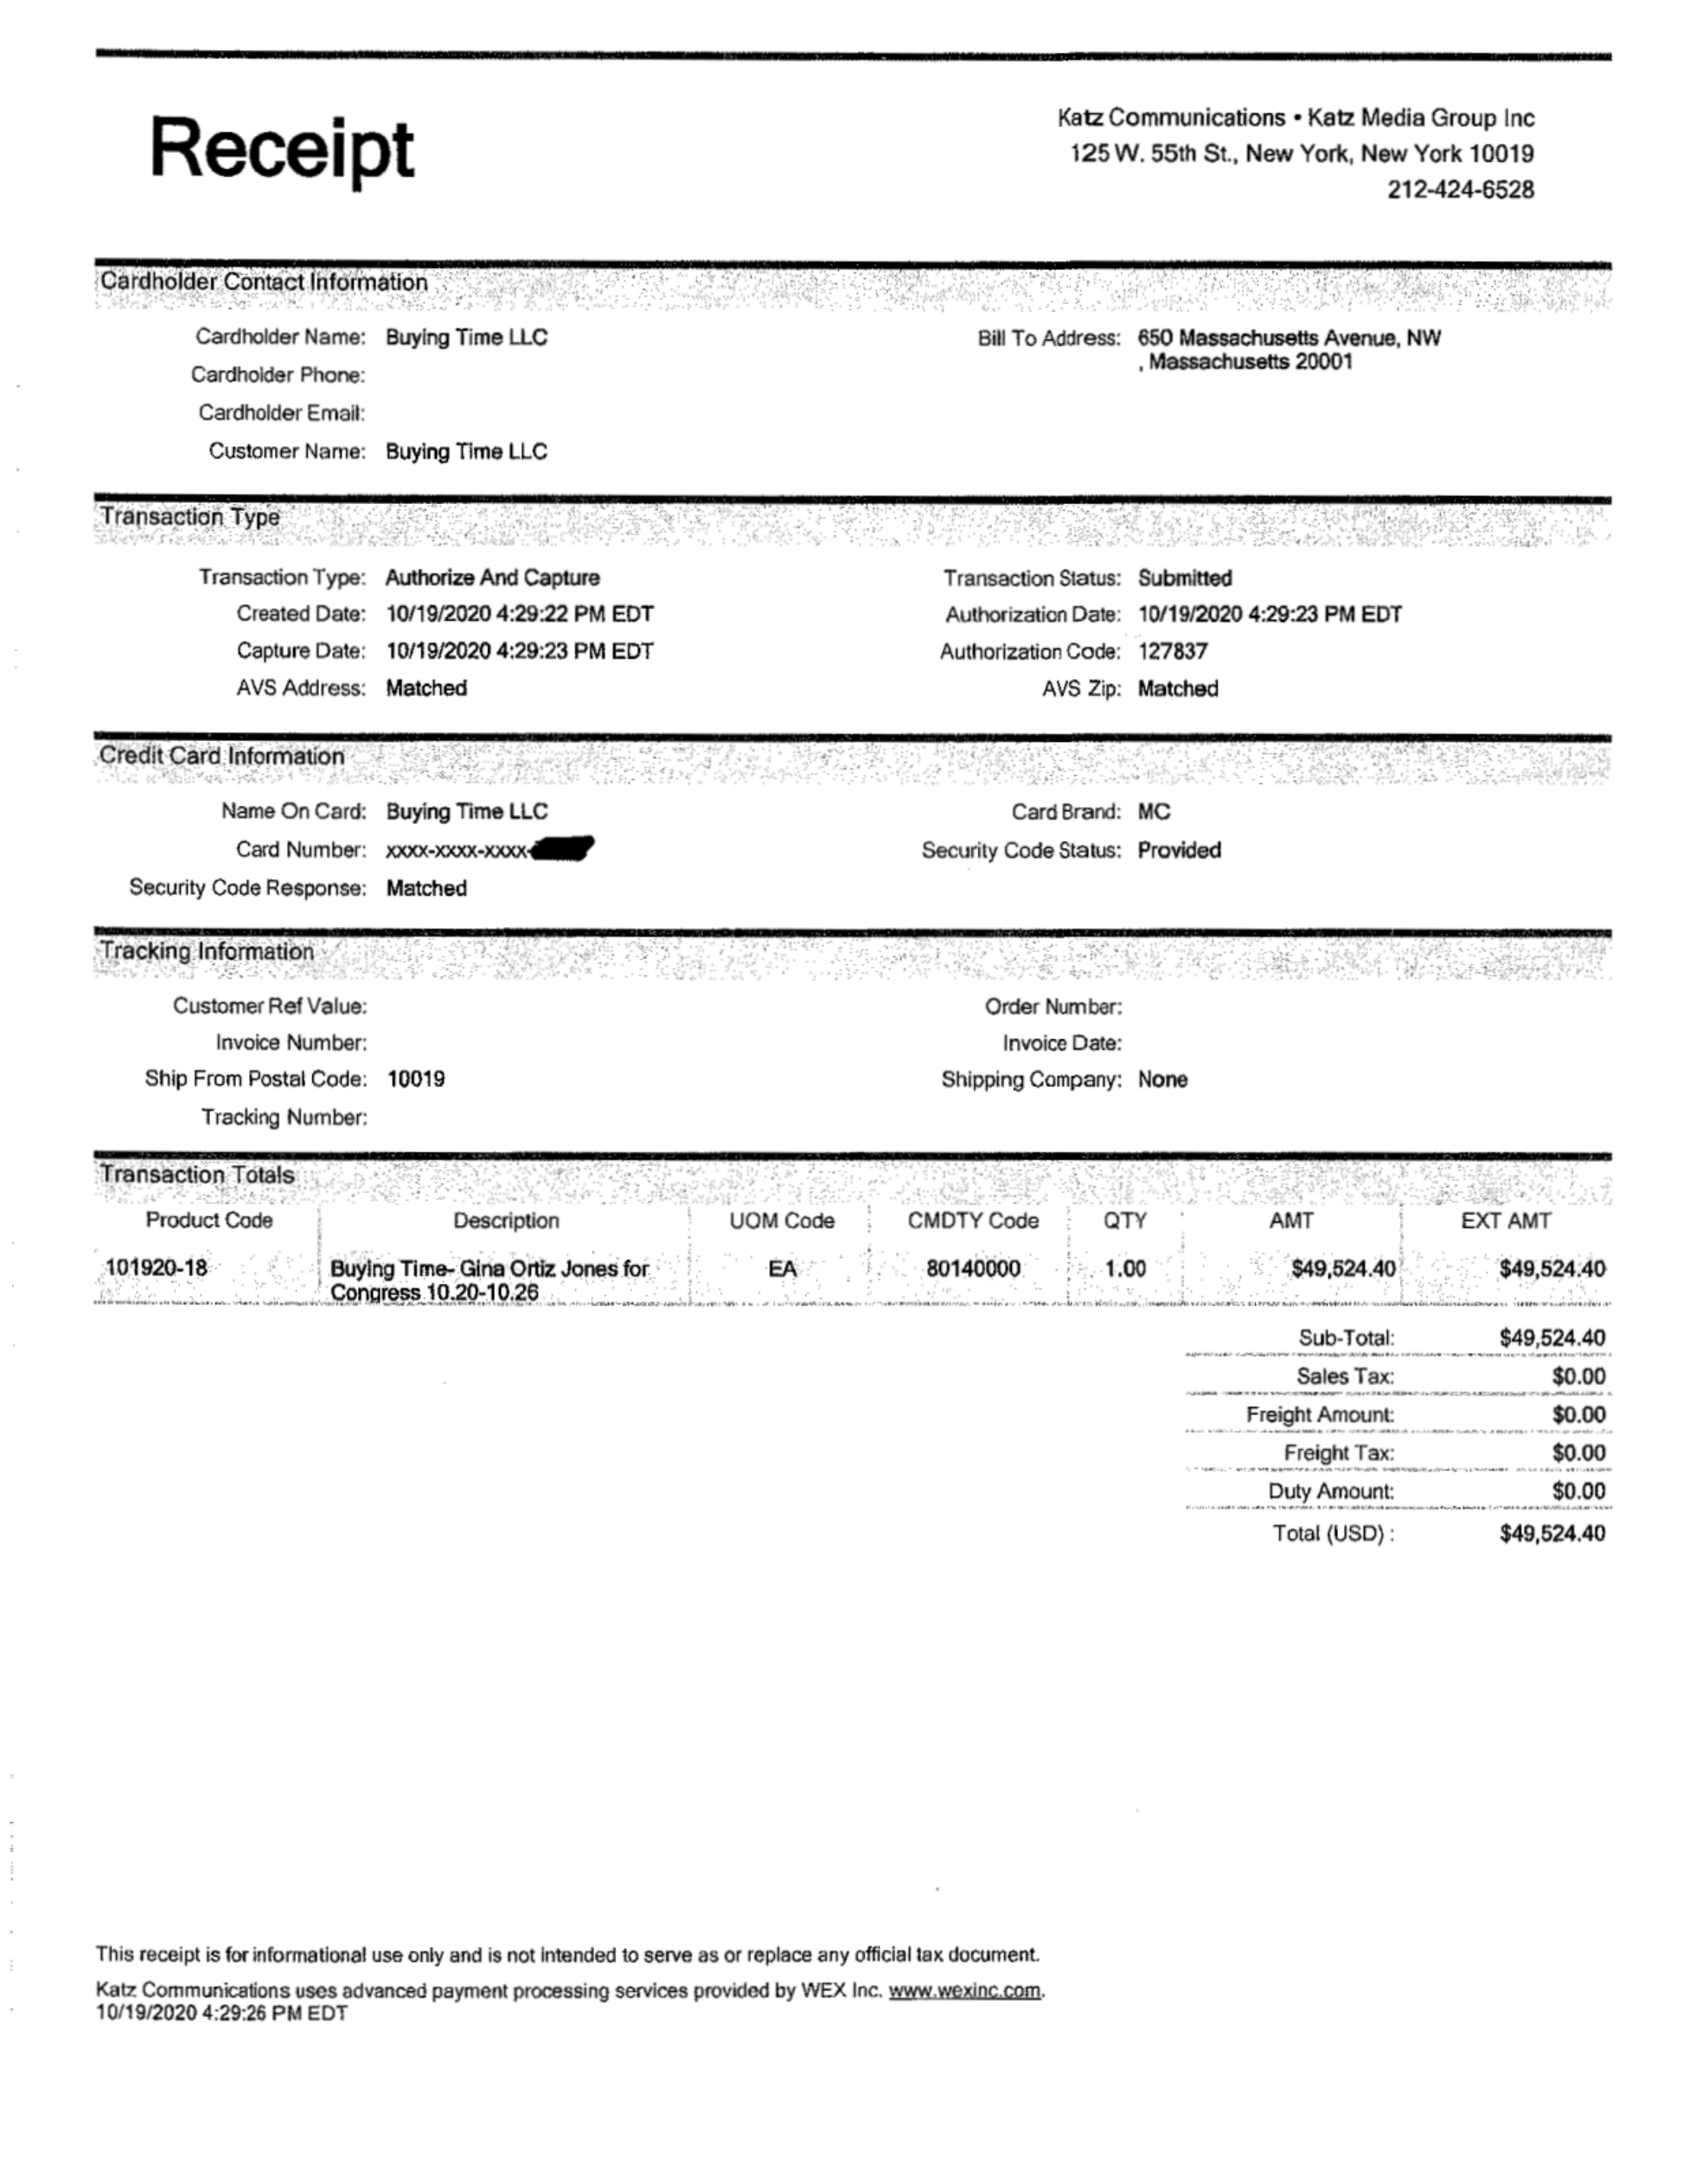 Receipt
Katz Communications • Katz Media Group Inc
125 W. 55th St., New York, New York 10019
212-424-6528
Cardholder Contact Information
Cardholder Name: Buying Time LLC
Bill To Address: 650 Massachusetts Avenue, NW
, Massachusetts 20001
Cardholder Phone:
Cardholder Email:
Customer Name: Buying Time LLC
Transaction Type
Transaction Type: Authorize And Capture Transaction Status: Submitted
Created Date: 10/19/2020 4:29:22 PM EDT Authorization Date: 10/19/2020 4:29:23 PM EDT
Capture Date: 10/19/2020 4:29:23 PM EDT Authorization Code: 127837
AVS Address: Matched AVS Zip: Matched
Credit Card Information
Name On Card: Buying Time LLC Card Brand: MC
Card Number: xxxx-xxxx-xxxx- Security Code Status: Provided
Security Code Response: Matched
Tracking Information
Customer Ref Value: Order Number:
Invoice Number: Invoice Date:
Ship From Postal Code: 10019 Shipping Company: None
Tracking Number:
Transaction Totals
Product Code Description UOM Code CMDTY Code QTY AMT EXT AMT
101920-18 Buying Time- Gina Ortiz Jones for EA 80140000 1.00 $49,524.40 $49,524.40
Congress 10.20-10.26
Sub-Total: $49,524.40
Sales Tax: $0.00
Freight Amount: $0.00
Freight Tax: $0.00
Duty Amount: $0.00
Total (USD) : $49,524.40
This receipt is for informational use only and is not intended to serve as or replace any official tax document.
Katz Communications uses advanced payment processing services provided by WEX Inc. www.wexinc.com.
10/19/2020 4:29:26 PM EDT